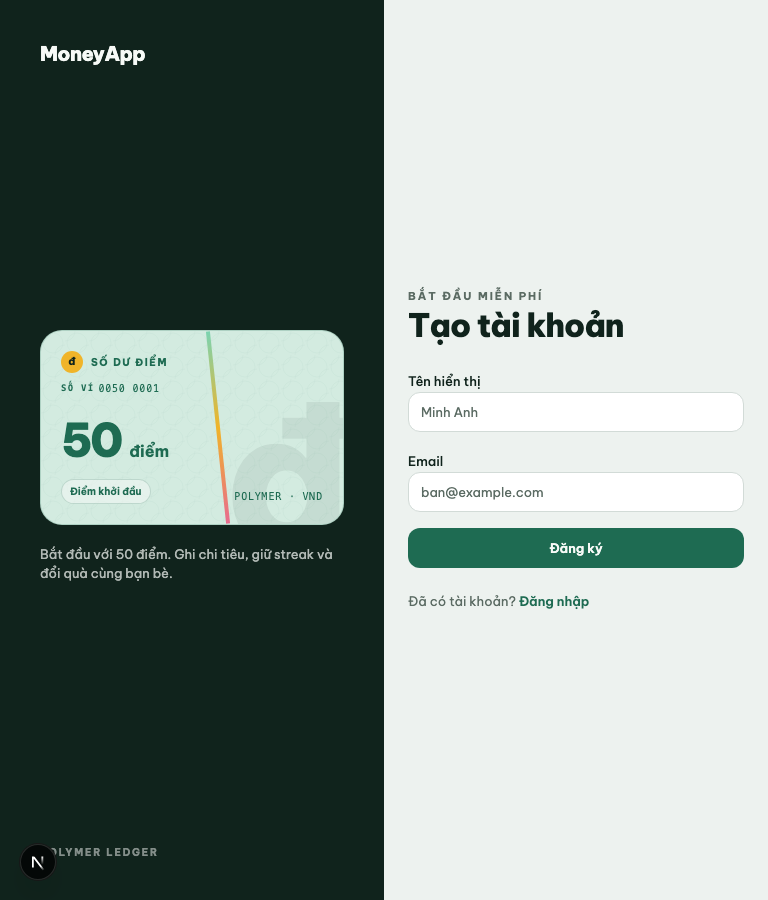 MoneyApp
đ SỐ DƯ ĐIỂM
SỐ VÍ 0050 0001
50 điểm
Điểm khởi đầu
POLYMER · VND
đ
Bắt đầu với 50 điểm. Ghi chi tiêu, giữ streak và
đổi quà cùng bạn bè.
POLYMER LEDGER
N
BẮT ĐẦU MIỄN PHÍ
Tạo tài khoản
Tên hiển thị
Minh Anh
Email
ban@example.com
Đăng ký
Đã có tài khoản? Đăng nhập